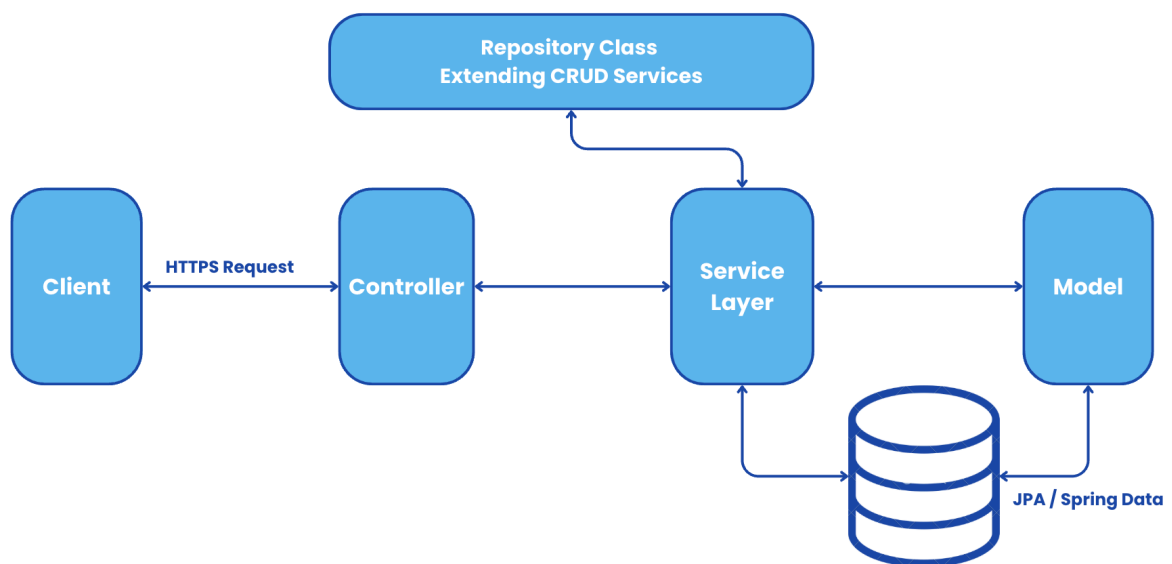 Repository Class
Extending CRUD Services
Client
HTTPS Request
Controller
Service
Layer
Model
JPA / Spring Data